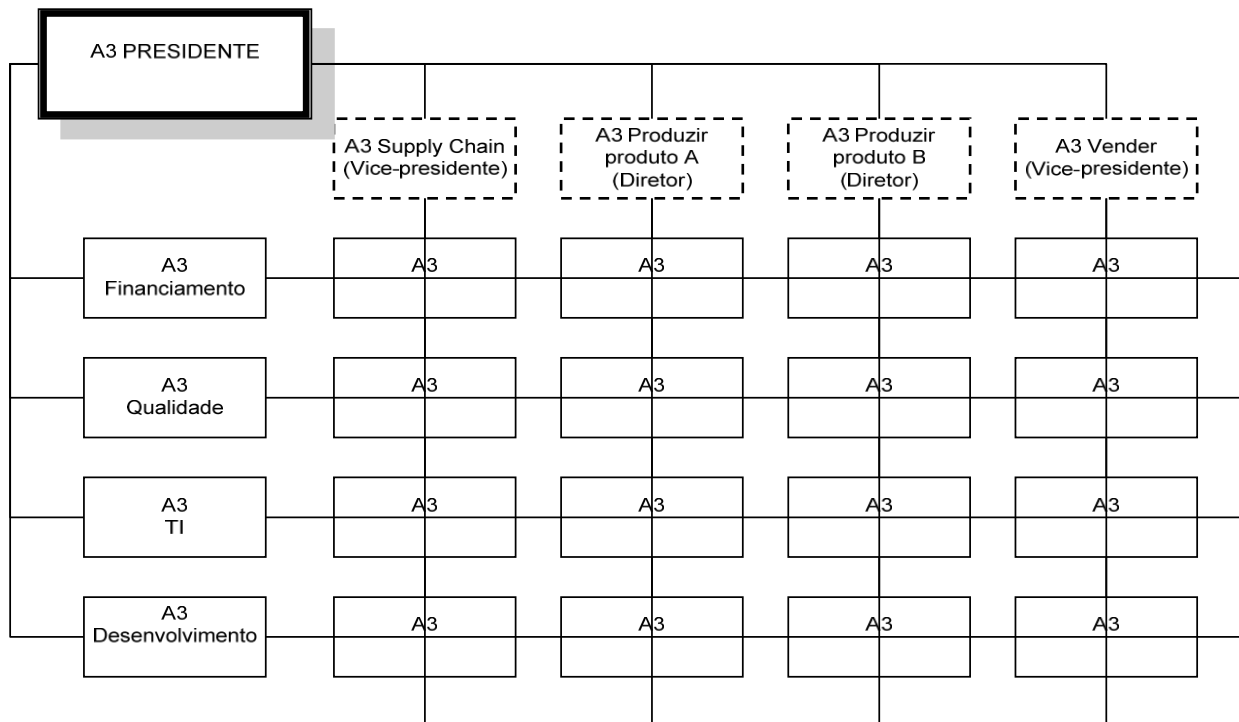 A3 PRESIDENTE
A3 Supply Chain
(Vice-presidente)
A3 Produzir
produto A
(Diretor)
A3 Produzir
produto B
(Diretor)
A3 Vender
(Vice-presidente)
A3
Financiamento
A3
A3
A3
A3
A3
Qualidade
A3
A3
A3
A3
A3
TI
A3
A3
A3
A3
A3
Desenvolvimento
A3
A3
A3
A3